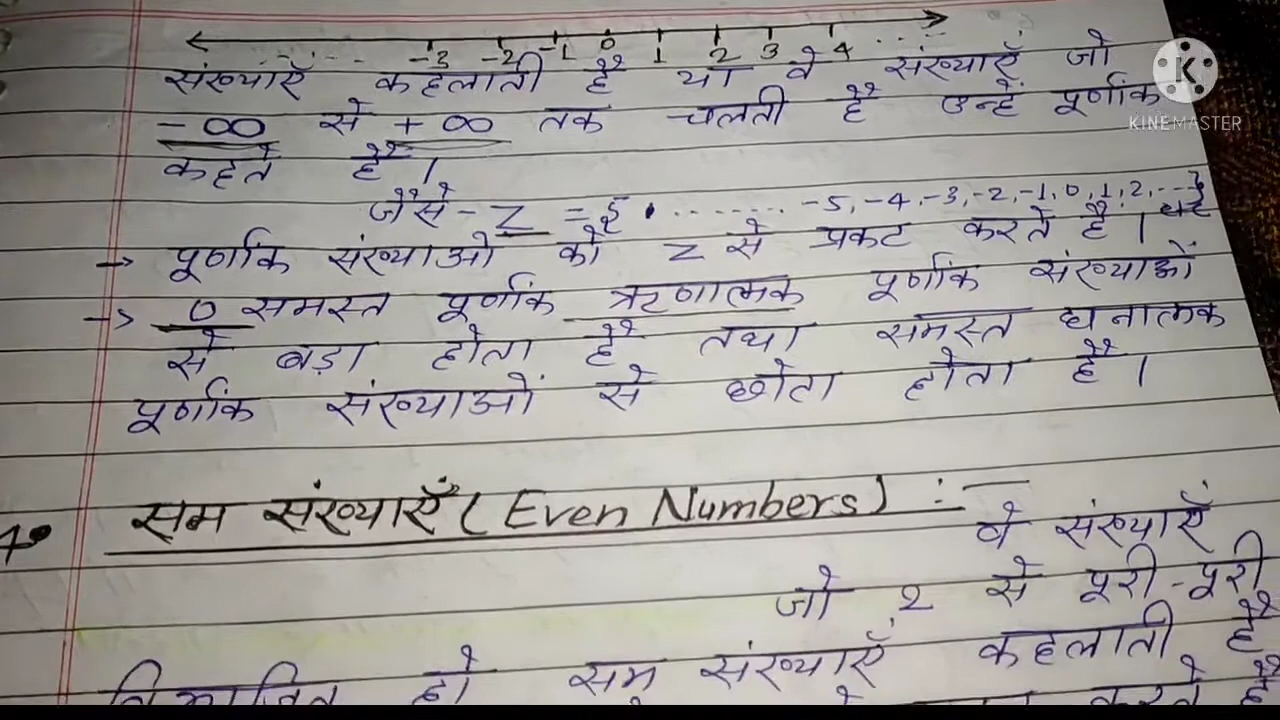 -3 -2 -1 0 1 2 3 4
संख्याएँ कहलाती हैं या वे संख्याएँ जो
-∞ से +∞ तक चलती हैं उन्हें पूर्णांक
कहते हैं।
जैसे - Z = { ........ -5, -4, -3, -2, -1, 0, 1, 2, ...}
→ पूर्णांक संख्याओं को Z से प्रकट करते हैं।
→ 0 समस्त पूर्णांक ऋणात्मक पूर्णांक संख्याओं
से बड़ा होता है तथा समस्त धनात्मक
पूर्णांक संख्याओं से छोटा होता है।
सम संख्याएँ (Even Numbers) :-
वे संख्याएँ
जो 2 से पूरी-पूरी
विभाजित हो सम संख्याएँ कहलाती हैं
करते हैं
KINEMASTER